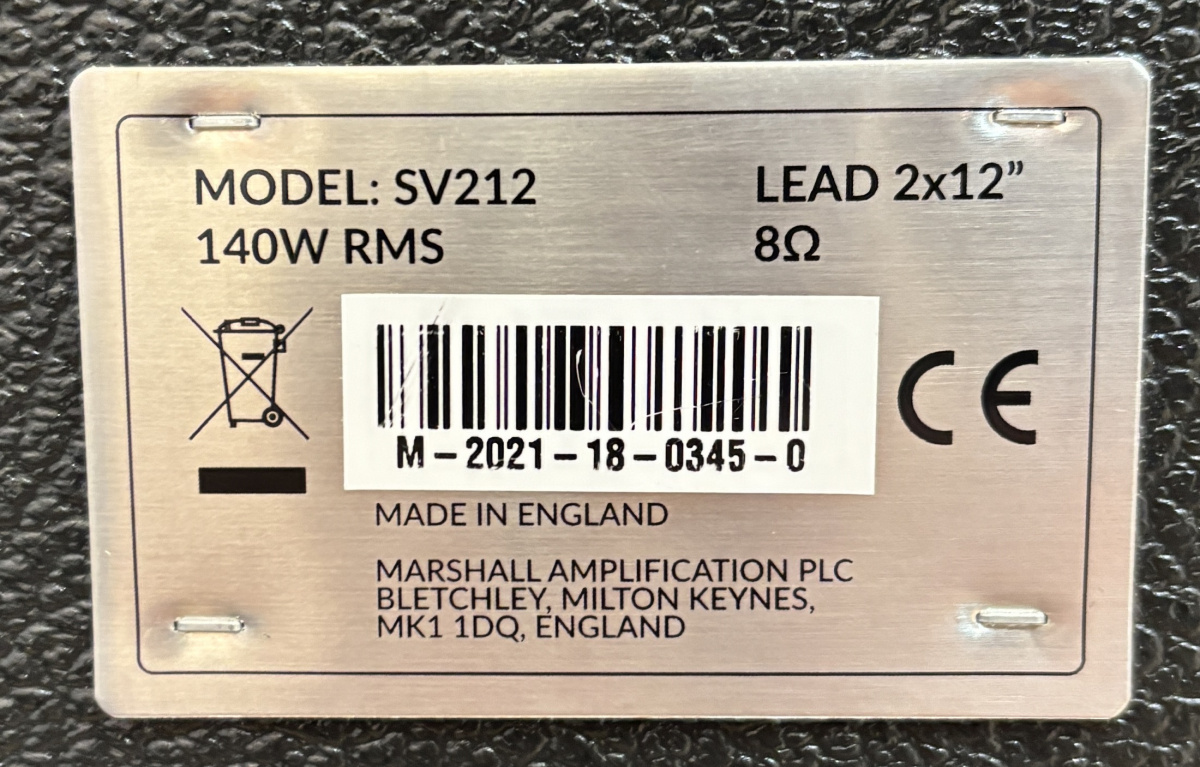 MODEL: SV212
LEAD 2x12”
140W RMS
8Ω
CE
M-2021-18-0345-0
MADE IN ENGLAND
MARSHALL AMPLIFICATION PLC
BLETCHLEY, MILTON KEYNES,
MK1 1DQ, ENGLAND